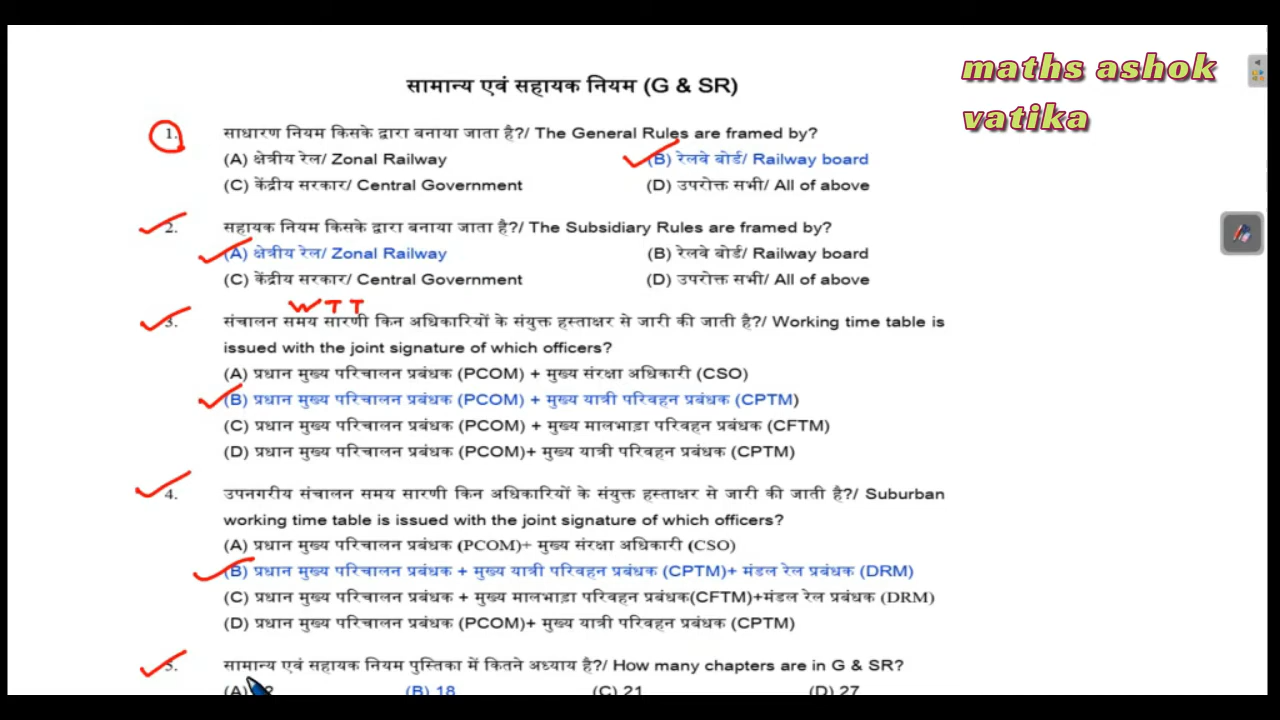 maths ashok
vatika
सामान्य एवं सहायक नियम (G & SR)
1. साधारण नियम किसके द्वारा बनाया जाता है?/ The General Rules are framed by?
(A) क्षेत्रीय रेल/ Zonal Railway (B) रेलवे बोर्ड/ Railway board
(C) केंद्रीय सरकार/ Central Government (D) उपरोक्त सभी/ All of above
2. सहायक नियम किसके द्वारा बनाया जाता है?/ The Subsidiary Rules are framed by?
(A) क्षेत्रीय रेल/ Zonal Railway (B) रेलवे बोर्ड/ Railway board
(C) केंद्रीय सरकार/ Central Government (D) उपरोक्त सभी/ All of above
WTT
3. संचालन समय सारणी किन अधिकारियों के संयुक्त हस्ताक्षर से जारी की जाती है?/ Working time table is
issued with the joint signature of which officers?
(A) प्रधान मुख्य परिचालन प्रबंधक (PCOM) + मुख्य संरक्षा अधिकारी (CSO)
(B) प्रधान मुख्य परिचालन प्रबंधक (PCOM) + मुख्य यात्री परिवहन प्रबंधक (CPTM)
(C) प्रधान मुख्य परिचालन प्रबंधक (PCOM) + मुख्य मालभाड़ा परिवहन प्रबंधक (CFTM)
(D) प्रधान मुख्य परिचालन प्रबंधक (PCOM)+ मुख्य यात्री परिवहन प्रबंधक (CPTM)
4. उपनगरीय संचालन समय सारणी किन अधिकारियों के संयुक्त हस्ताक्षर से जारी की जाती है?/ Suburban
working time table is issued with the joint signature of which officers?
(A) प्रधान मुख्य परिचालन प्रबंधक (PCOM)+ मुख्य संरक्षा अधिकारी (CSO)
(B) प्रधान मुख्य परिचालन प्रबंधक + मुख्य यात्री परिवहन प्रबंधक (CPTM)+ मंडल रेल प्रबंधक (DRM)
(C) प्रधान मुख्य परिचालन प्रबंधक + मुख्य मालभाड़ा परिवहन प्रबंधक(CFTM)+मंडल रेल प्रबंधक (DRM)
(D) प्रधान मुख्य परिचालन प्रबंधक (PCOM)+ मुख्य यात्री परिवहन प्रबंधक (CPTM)
5. सामान्य एवं सहायक नियम पुस्तिका में कितने अध्याय है?/ How many chapters are in G & SR?
(A) (B) 18 (C) 21 (D) 27